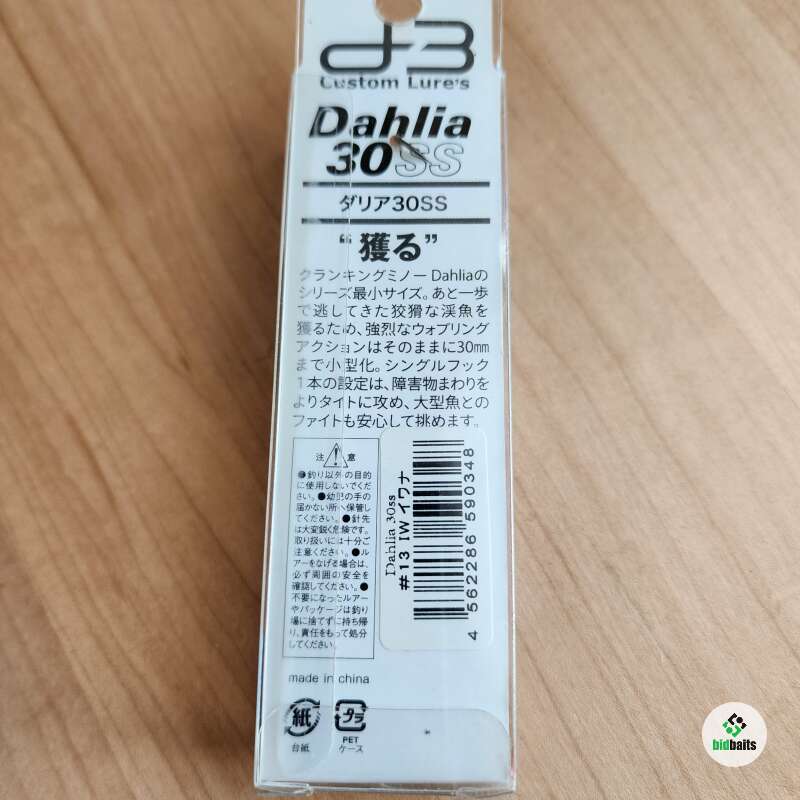 d-3
Custom Lure's
Dahlia
30SS
ダリア30SS
“獲る”
クランキングミノー Dahliaの
シリーズ最小サイズ。あと一歩
で逃してきた狡猾な渓魚を
獲るため、強烈なウォブリング
アクションはそのままに30mm
まで小型化。シングルフック
1本の設定は、障害物まわりを
よりタイトに攻め、大型魚との
ファイトも安心して挑めます。
注⚠意
●釣り以外の目的
に使用しないでくだ
さい。●幼児の手の
届かない所へ保管し
てください。●針先
は大変鋭く危険です。
取り扱いには十分ご
注意ください。●ル
アーをなげる場合は、
必ず周囲の安全を
確認してください。●
不要になったルアー
やパッケージは釣り
場に捨てずに持ち帰
り、責任をもって処分
してください。
Dahlia 30ss
#13 IWイワナ
4 562286 590348
made in china
紙
台紙
プラ
PET
ケース
bidbaits